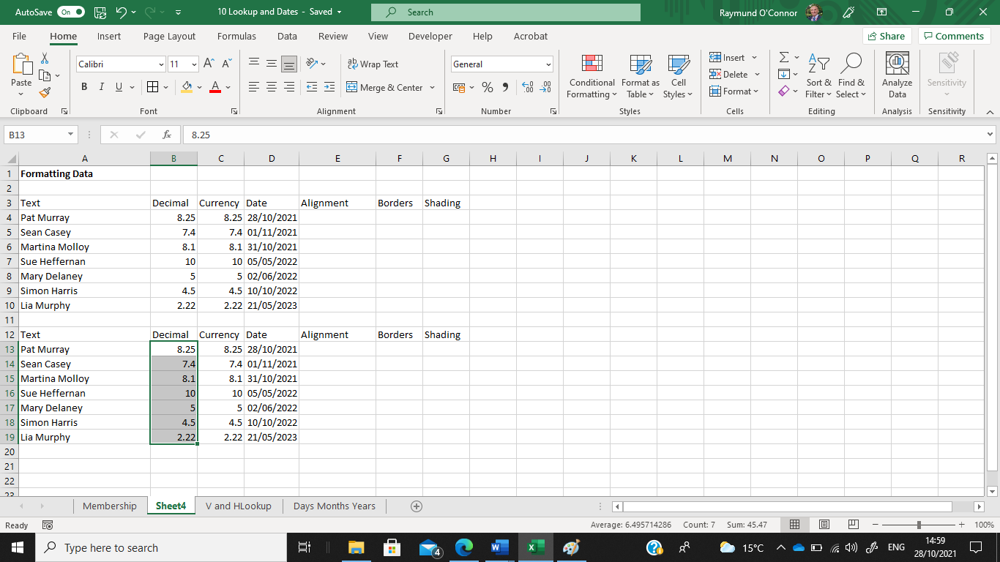 AutoSave On 10 Lookup and Dates - Saved Search Raymund O'Connor
File Home Insert Page Layout Formulas Data Review View Developer Help Acrobat Share Comments
Calibri 11 A^ A˅ ab Wrap Text General Insert Σ
Paste B I U A Merge & Center % 9 Conditional Formatting Format as Table Cell Styles Delete Format Sort & Filter Find & Select Analyze Data Sensitivity
Clipboard Font Alignment Number Styles Cells Editing Analysis Sensitivity
B13 fx 8.25
A B C D E F G H I J K L M N O P Q R
1 Formatting Data
2
3 Text Decimal Currency Date Alignment Borders Shading
4 Pat Murray 8.25 8.25 28/10/2021
5 Sean Casey 7.4 7.4 01/11/2021
6 Martina Molloy 8.1 8.1 31/10/2021
7 Sue Heffernan 10 10 05/05/2022
8 Mary Delaney 5 5 02/06/2022
9 Simon Harris 4.5 4.5 10/10/2022
10 Lia Murphy 2.22 2.22 21/05/2023
11
12 Text Decimal Currency Date Alignment Borders Shading
13 Pat Murray 8.25 8.25 28/10/2021
14 Sean Casey 7.4 7.4 01/11/2021
15 Martina Molloy 8.1 8.1 31/10/2021
16 Sue Heffernan 10 10 05/05/2022
17 Mary Delaney 5 5 02/06/2022
18 Simon Harris 4.5 4.5 10/10/2022
19 Lia Murphy 2.22 2.22 21/05/2023
20
21
22
23
Membership Sheet4 V and HLookup Days Months Years
Ready Average: 6.495714286 Count: 7 Sum: 45.47 100%
Type here to search 4 15°C ENG 14:59
28/10/2021